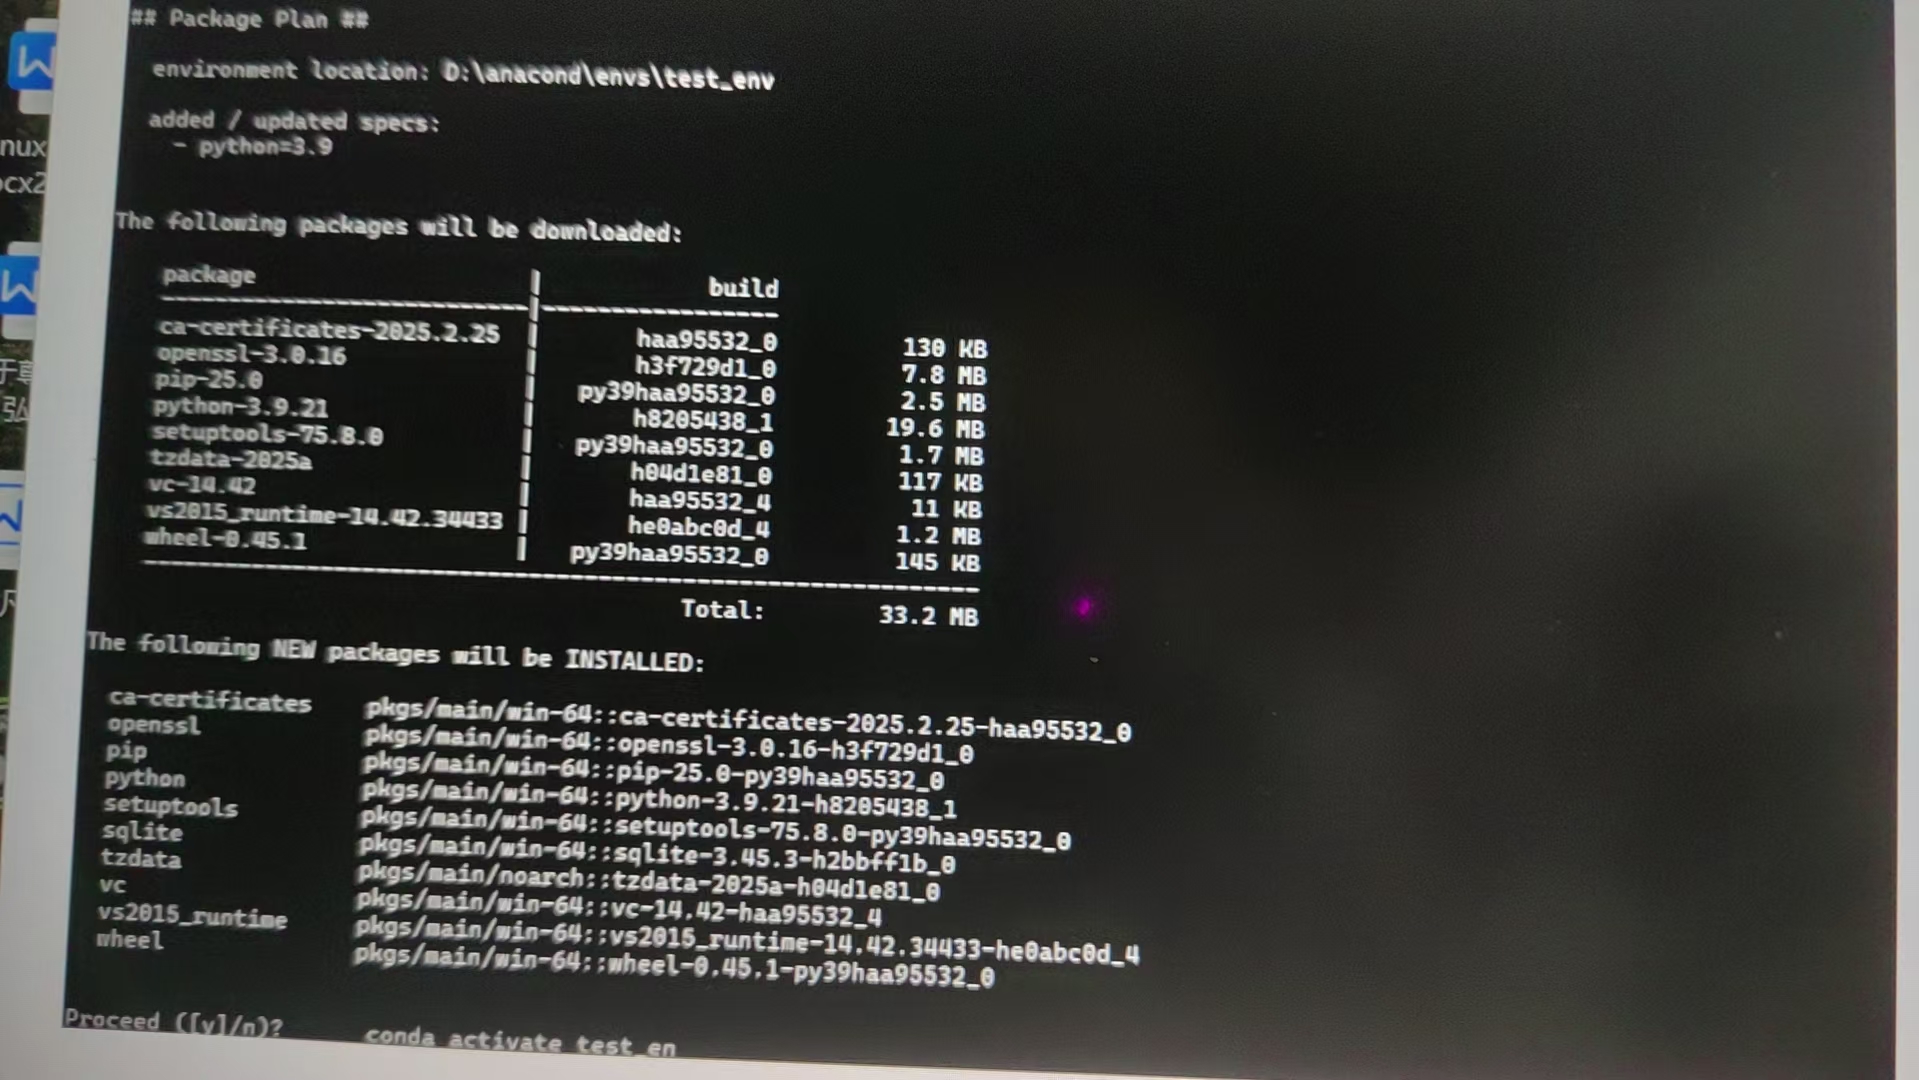 ## Package Plan ##
environment location: D:\anacond\envs\test_env
added / updated specs:
- python=3.9
The following packages will be downloaded:
package | build
---------------------------|-----------------
ca-certificates-2025.2.25 | haa95532_0 130 KB
openssl-3.0.16 | h3f729d1_0 7.8 MB
pip-25.0 | py39haa95532_0 2.5 MB
python-3.9.21 | h8205438_1 19.6 MB
setuptools-75.8.0 | py39haa95532_0 1.7 MB
tzdata-2025a | h04d1e81_0 117 KB
vc-14.42 | haa95532_4 11 KB
vs2015_runtime-14.42.34433 | he0abc0d_4 1.2 MB
wheel-0.45.1 | py39haa95532_0 145 KB
------------------------------------------------------------
Total: 33.2 MB
The following NEW packages will be INSTALLED:
ca-certificates pkgs/main/win-64::ca-certificates-2025.2.25-haa95532_0
openssl pkgs/main/win-64::openssl-3.0.16-h3f729d1_0
pip pkgs/main/win-64::pip-25.0-py39haa95532_0
python pkgs/main/win-64::python-3.9.21-h8205438_1
setuptools pkgs/main/win-64::setuptools-75.8.0-py39haa95532_0
sqlite pkgs/main/win-64::sqlite-3.45.3-h2bbff1b_0
tzdata pkgs/main/noarch::tzdata-2025a-h04d1e81_0
vc pkgs/main/win-64::vc-14.42-haa95532_4
vs2015_runtime pkgs/main/win-64::vs2015_runtime-14.42.34433-he0abc0d_4
wheel pkgs/main/win-64::wheel-0.45.1-py39haa95532_0
Proceed ([y]/n)? conda activate test_en
nux
ocx2